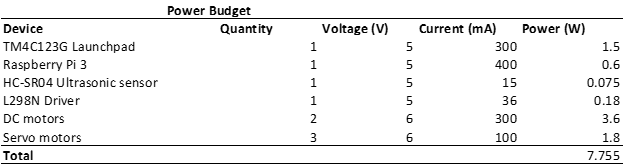 Power Budget
Device Quantity Voltage (V) Current (mA) Power (W)
TM4C123G Launchpad 1 5 300 1.5
Raspberry Pi 3 1 5 400 0.6
HC-SR04 Ultrasonic sensor 1 5 15 0.075
L298N Driver 1 5 36 0.18
DC motors 2 6 300 3.6
Servo motors 3 6 100 1.8
Total 7.755